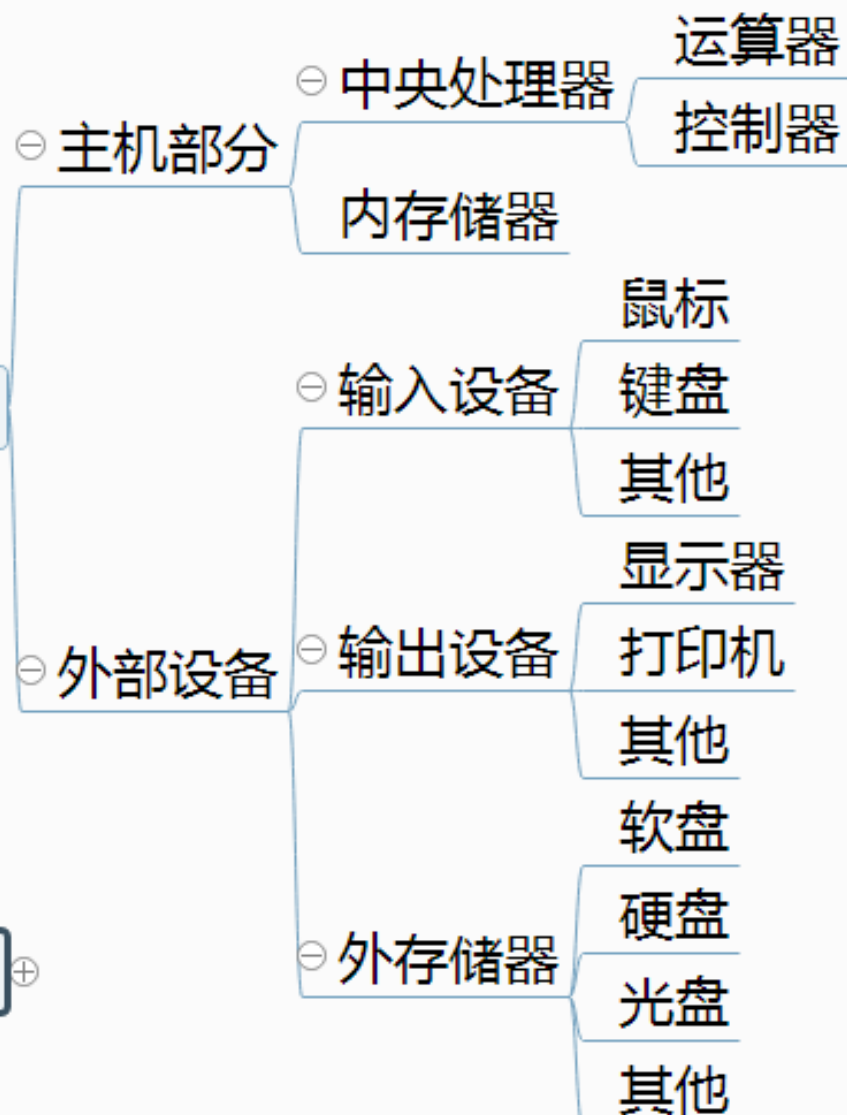 运算器
中央处理器
控制器
主机部分
内存储器
鼠标
输入设备
键盘
其他
显示器
外部设备
输出设备
打印机
其他
软盘
硬盘
外存储器
光盘
其他